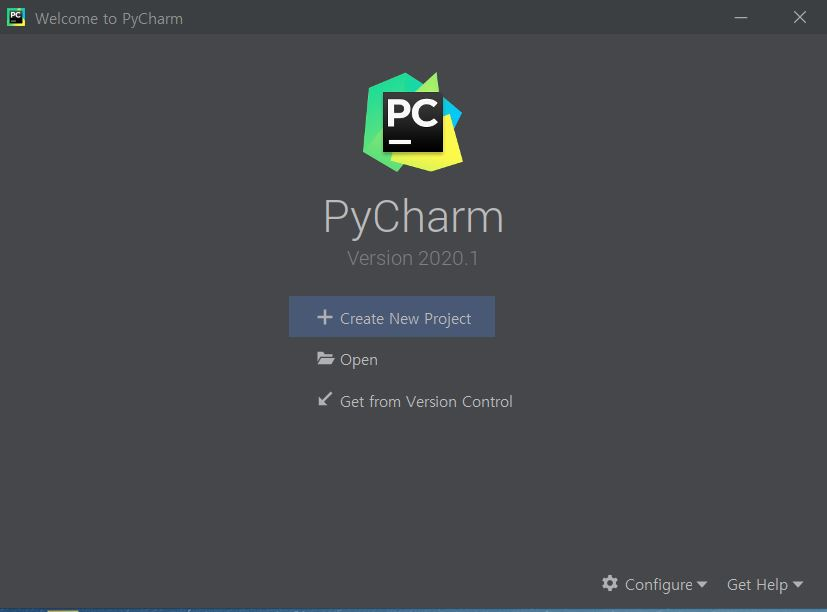 PC Welcome to PyCharm
PC
PyCharm
Version 2020.1
Create New Project
Open
Get from Version Control
Configure Get Help